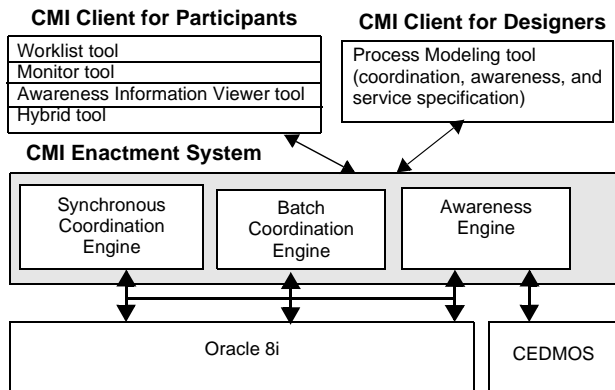 CMI Client for Participants
Worklist tool
Monitor tool
Awareness Information Viewer tool
Hybrid tool
CMI Client for Designers
Process Modeling tool
(coordination, awareness, and
service specification)
CMI Enactment System
Synchronous
Coordination
Engine
Batch
Coordination
Engine
Awareness
Engine
Oracle 8i
CEDMOS